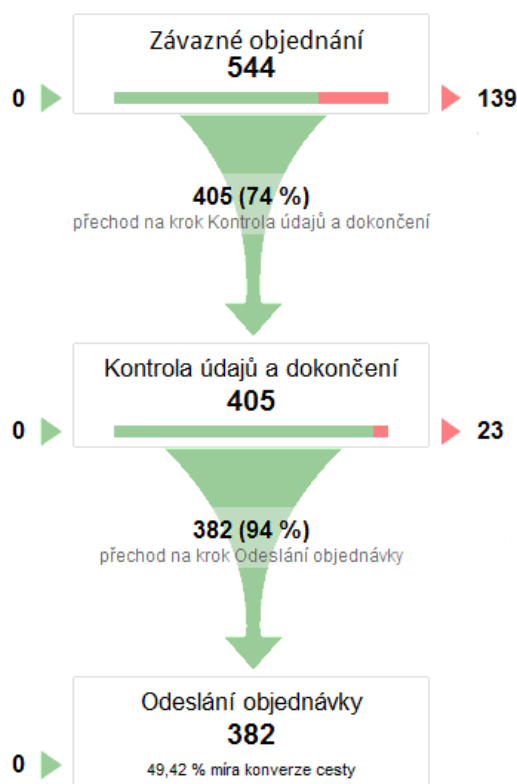 Závazné objednání
544
0
139
405 (74 %)
přechod na krok Kontrola údajů a dokončení
Kontrola údajů a dokončení
405
0
23
382 (94 %)
přechod na krok Odeslání objednávky
Odeslání objednávky
382
0
49,42 % míra konverze cesty